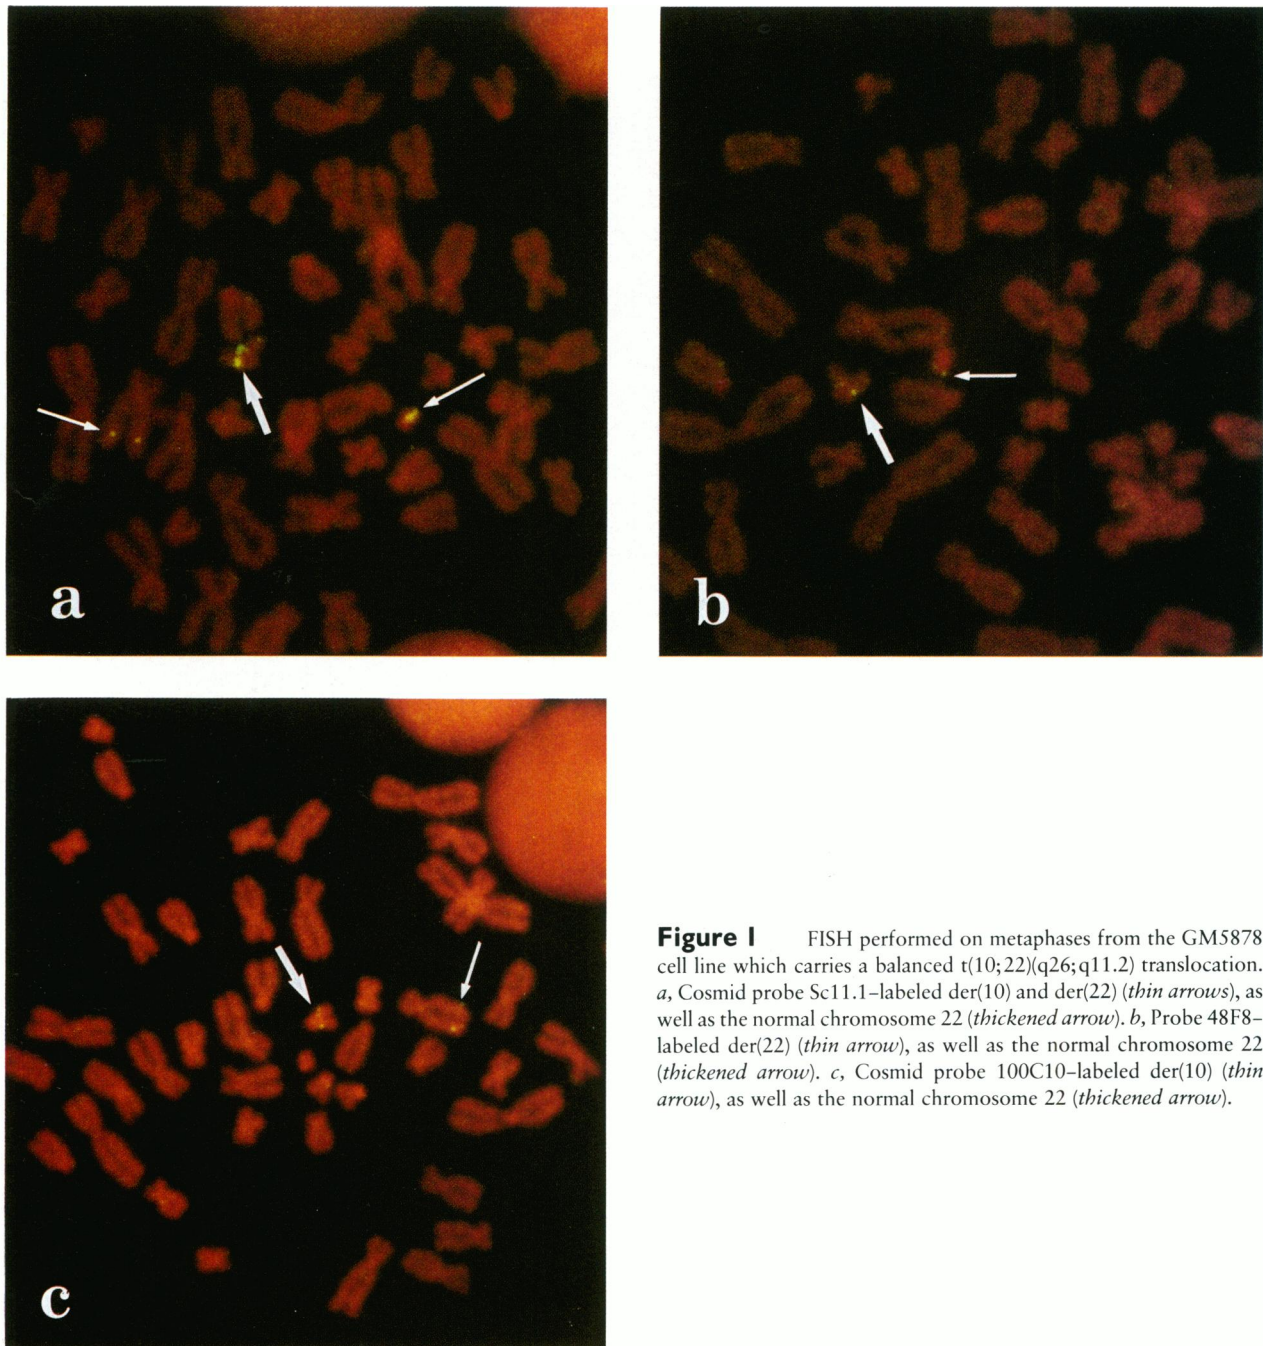 a
b
c
Figure I FISH performed on metaphases from the GM5878
cell line which carries a balanced t(10;22)(q26;q11.2) translocation.
a, Cosmid probe Sc11.1–labeled der(10) and der(22) (thin arrows), as
well as the normal chromosome 22 (thickened arrow). b, Probe 48F8–
labeled der(22) (thin arrow), as well as the normal chromosome 22
(thickened arrow). c, Cosmid probe 100C10–labeled der(10) (thin
arrow), as well as the normal chromosome 22 (thickened arrow).